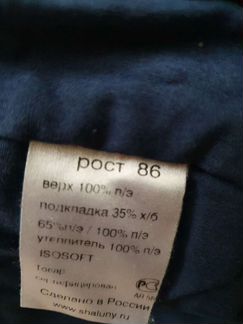 рост 86
верх 100% п/э
подкладка 35% х/б
65% п/э / 100% п/э
утеплитель 100% п/э
ISOSOFT
Товар
сертифицирован
Сделано в России
www.shaluny.ru